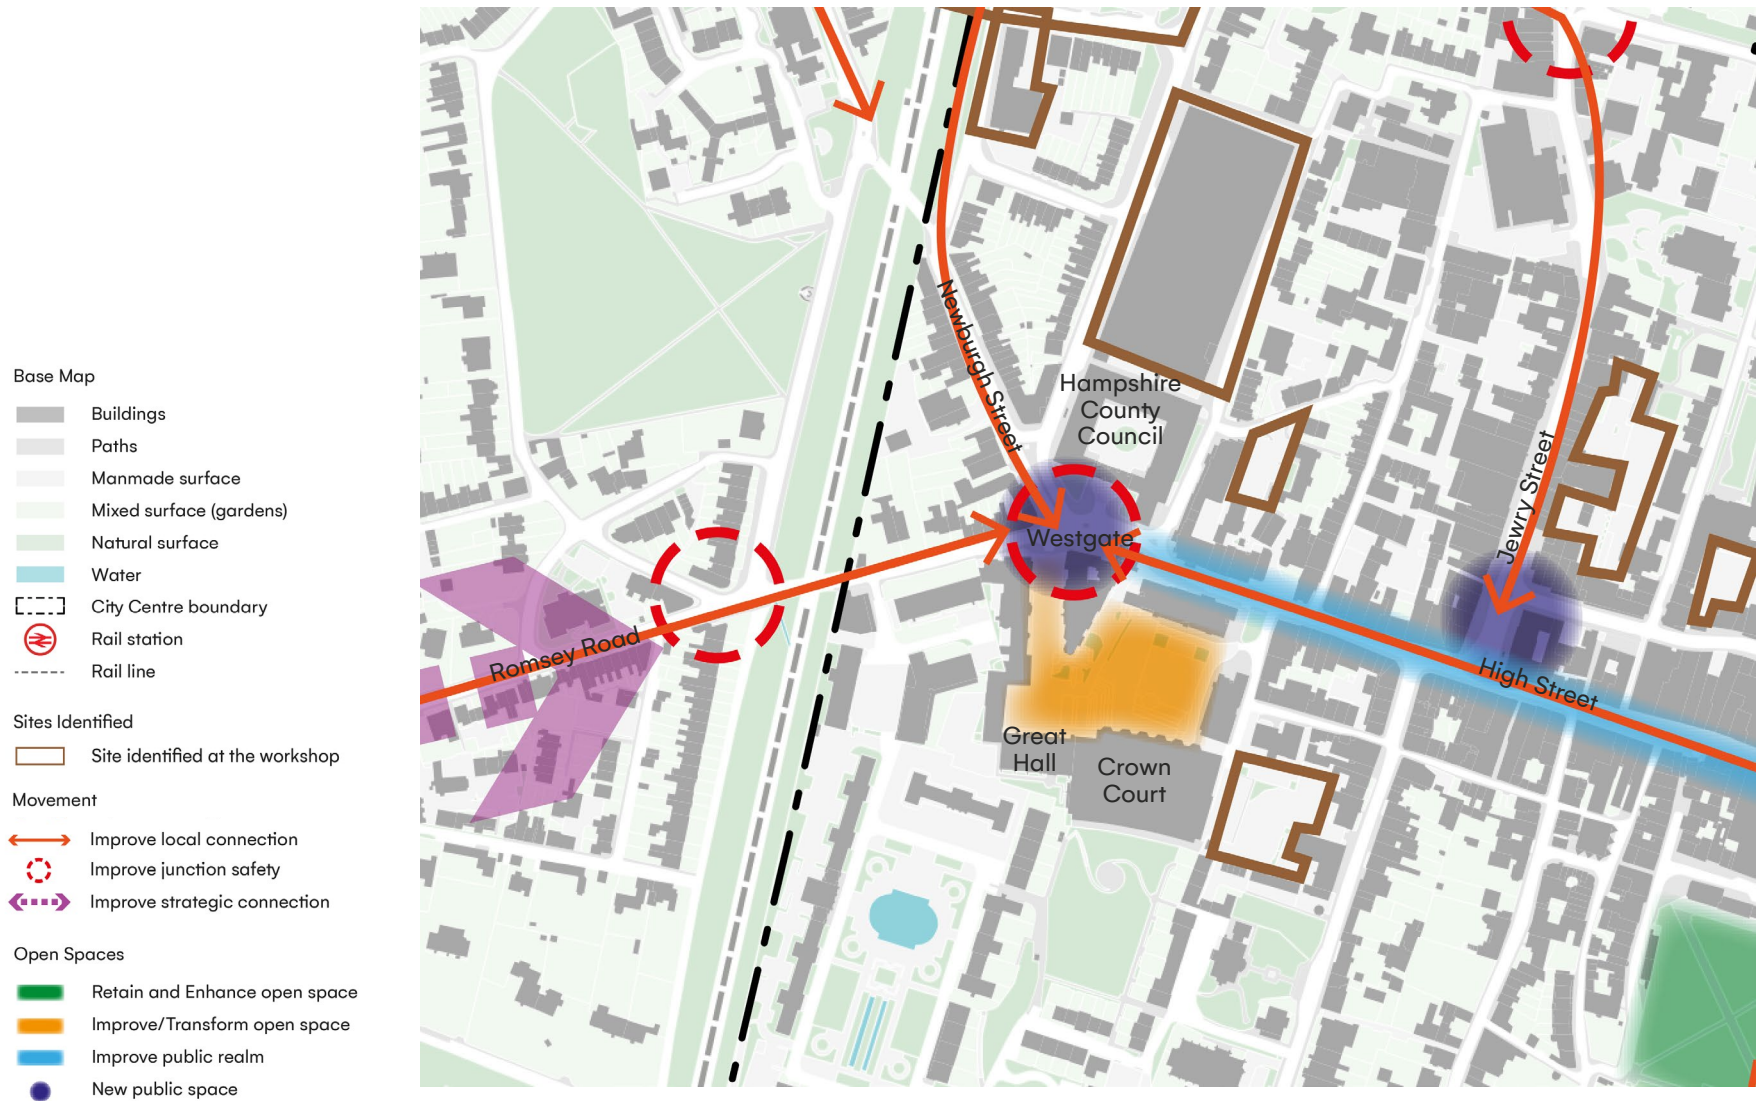 Base Map
Buildings
Paths
Manmade surface
Mixed surface (gardens)
Natural surface
Water
City Centre boundary
Rail station
Rail line
Sites Identified
Site identified at the workshop
Movement
Improve local connection
Improve junction safety
Improve strategic connection
Open Spaces
Retain and Enhance open space
Improve/Transform open space
Improve public realm
New public space
Newburgh Street
Hampshire
County
Council
Westgate
Jewry Street
Romsey Road
High Street
Great
Hall
Crown
Court